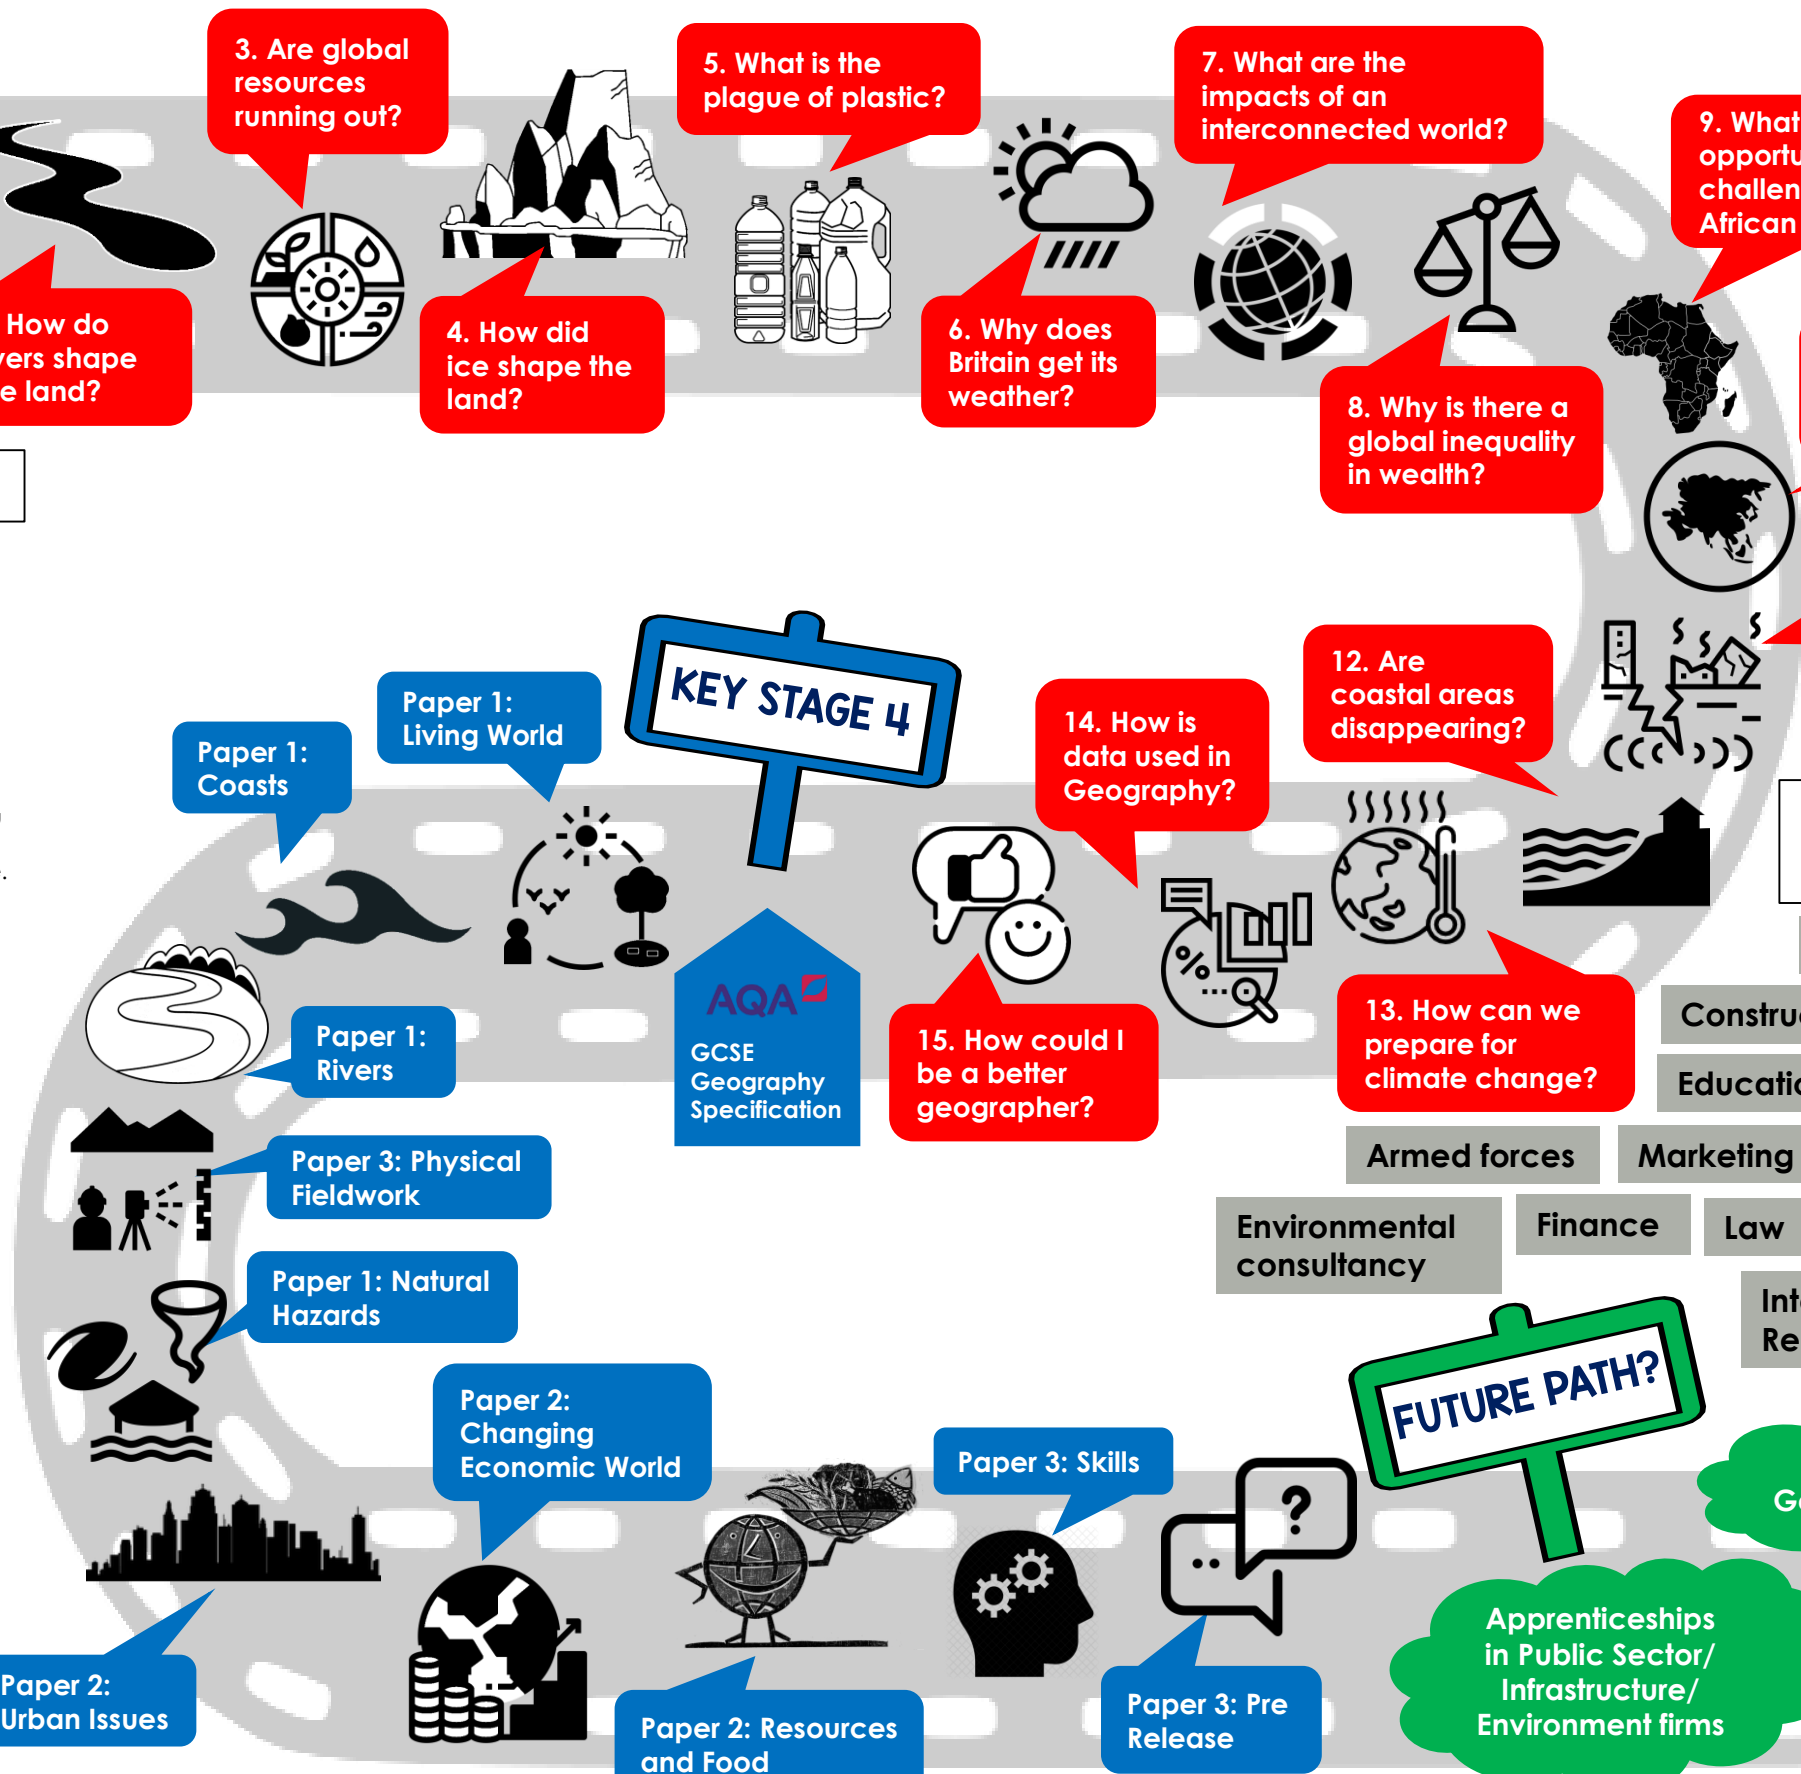 3. Are global
resources
running out?
5. What is the
plague of plastic?
7. What are the
impacts of an
interconnected world?
9. What
African
How do
shape
land?
4. How did
ice shape the
land?
6. Why does
Britain get its
weather?
8. Why is there a
global inequality
in wealth?
12. Are
coastal areas
disappearing?
14. How is
data used in
Geography?
KEY STAGE 4
Paper 1:
Living World
Paper 1:
Coasts
AQA
GCSE
Geography
Specification
15. How could I
be a better
geographer?
13. How can we
prepare for
climate change?
%
Paper 1:
Rivers
Paper 3: Physical
Fieldwork
Paper 1: Natural
Hazards
Armed forces
Marketing
Environmental
consultancy
Finance
Law
FUTURE PATH?
Paper 2:
Changing
Economic World
Paper 3: Skills
?
Paper 2:
Urban Issues
Paper 2: Resources
and Food
Paper 3: Pre
Release
Apprenticeships
in Public Sector/
Infrastructure/
Environment firms